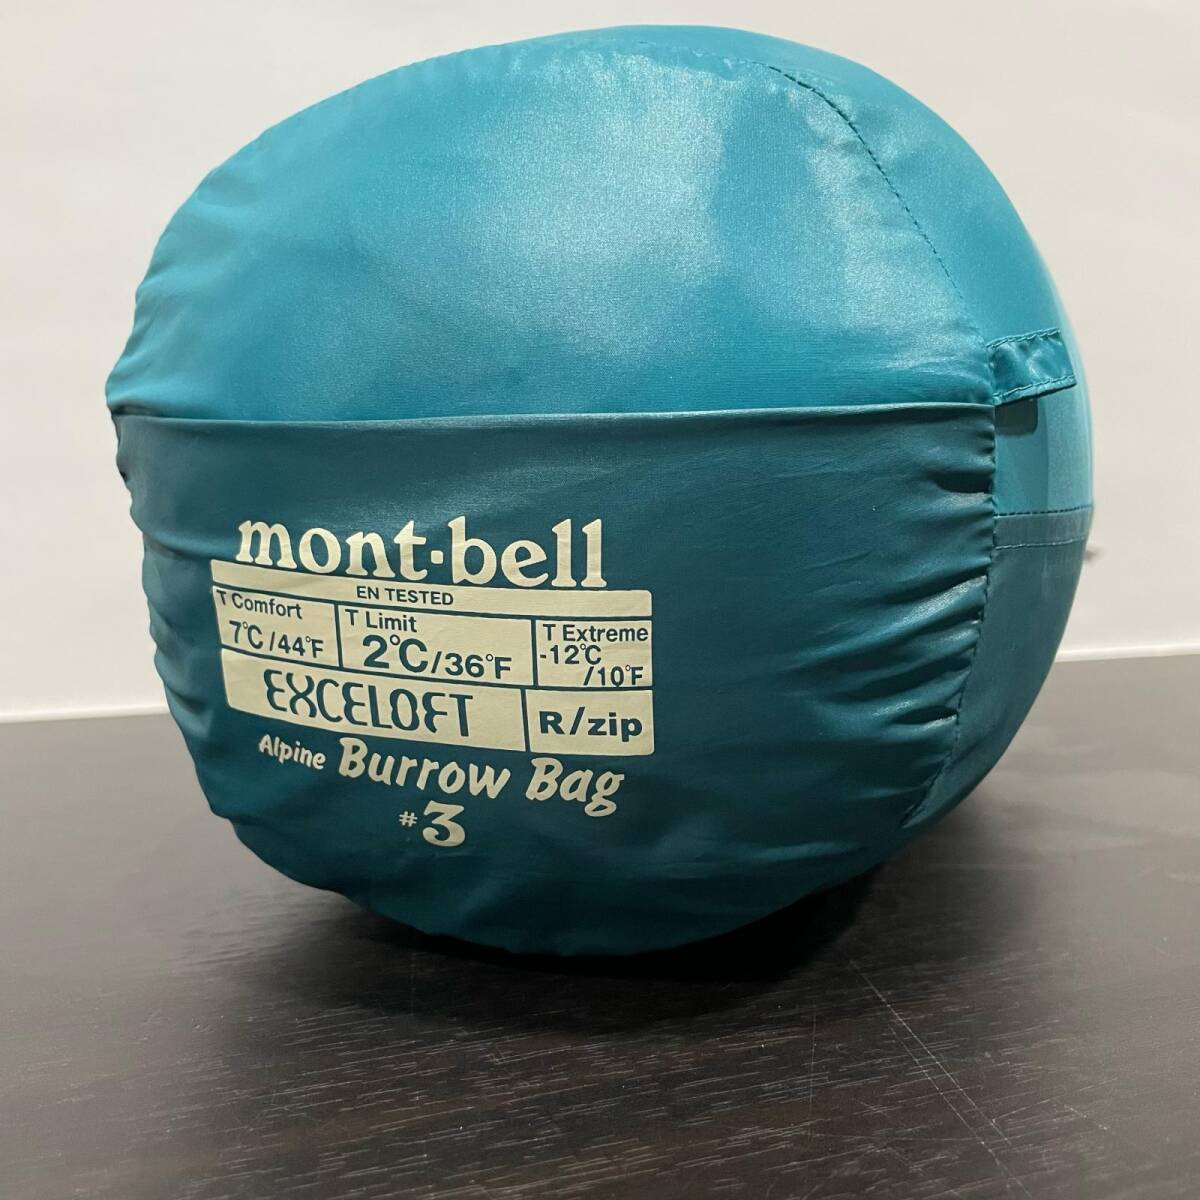 mont-bell
EN TESTED
T Comfort
7℃/44°F
T Limit
2℃/36°F
T Extreme
-12℃
/10°F
EXCELOFT
R/zip
Alpine Burrow Bag
#3